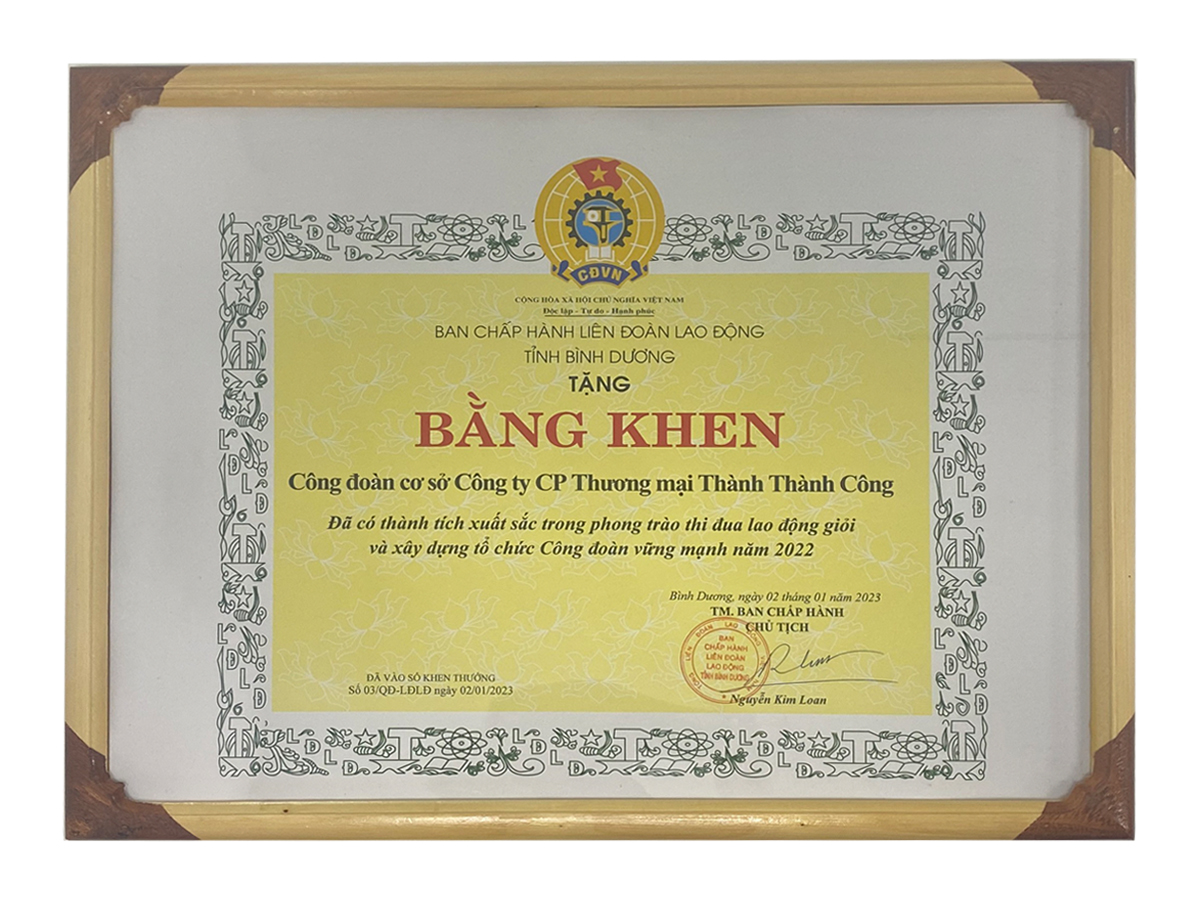 CĐVN
CỘNG HÒA XÃ HỘI CHỦ NGHĨA VIỆT NAM
Độc lập - Tự do - Hạnh phúc
BAN CHẤP HÀNH LIÊN ĐOÀN LAO ĐỘNG
TỈNH BÌNH DƯƠNG
TẶNG
BẰNG KHEN
Công đoàn cơ sở Công ty CP Thương mại Thành Thành Công
Đã có thành tích xuất sắc trong phong trào thi đua lao động giỏi
và xây dựng tổ chức Công đoàn vững mạnh năm 2022
Bình Dương, ngày 02 tháng 01 năm 2023
TM. BAN CHẤP HÀNH
CHỦ TỊCH
BAN
CHẤP HÀNH
LIÊN ĐOÀN
LAO ĐỘNG
TỈNH BÌNH DƯƠNG
Nguyễn Kim Loan
ĐÃ VÀO SỔ KHEN THƯỞNG
Số 03/QĐ-LĐLĐ ngày 02/01/2023